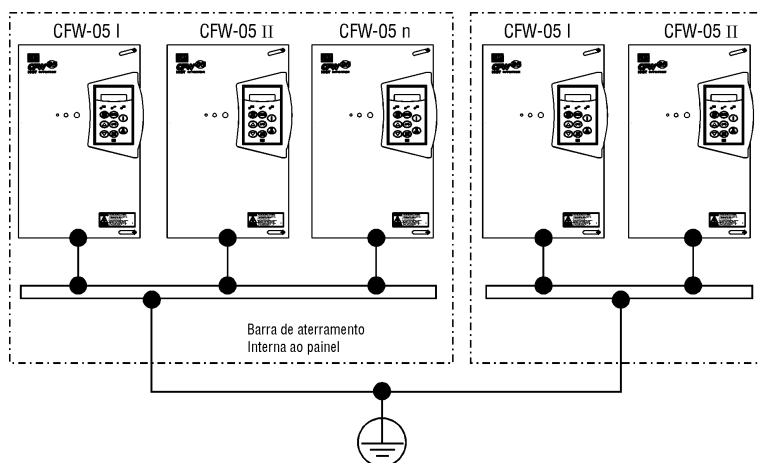 CFW-05 I
CFW-05 II
CFW-05 n
CFW-05 I
CFW-05 II
Barra de aterramento
Interna ao painel